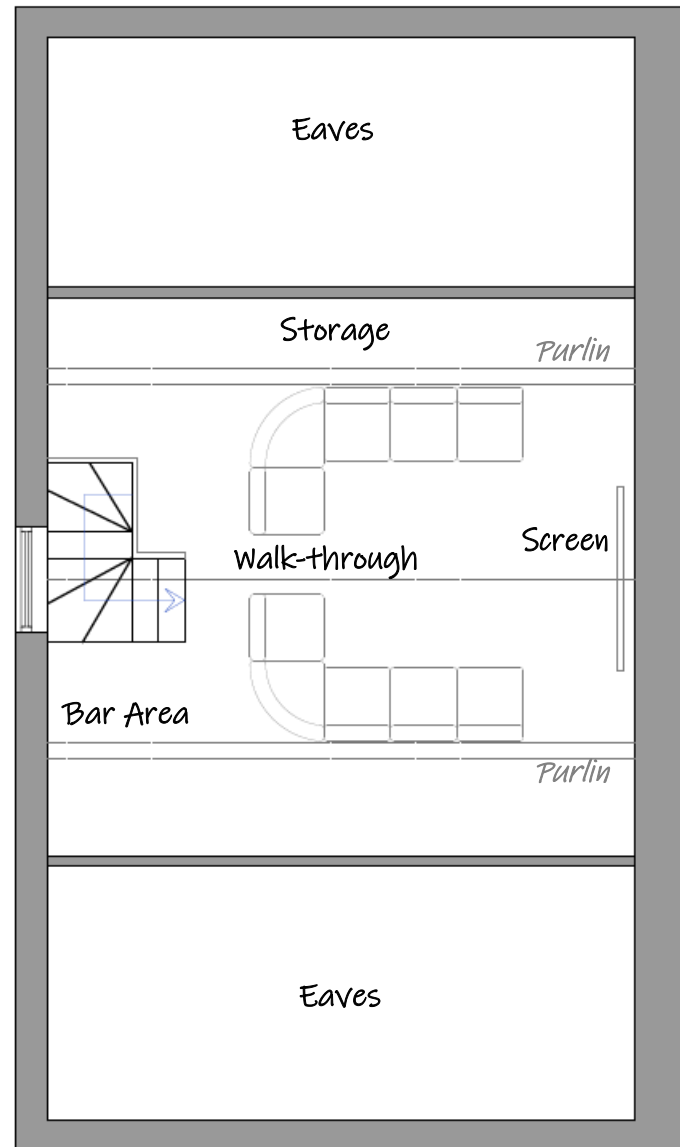 Eaves
Storage
Purlin
Screen
Walk-through
Bar Area
Purlin
Eaves